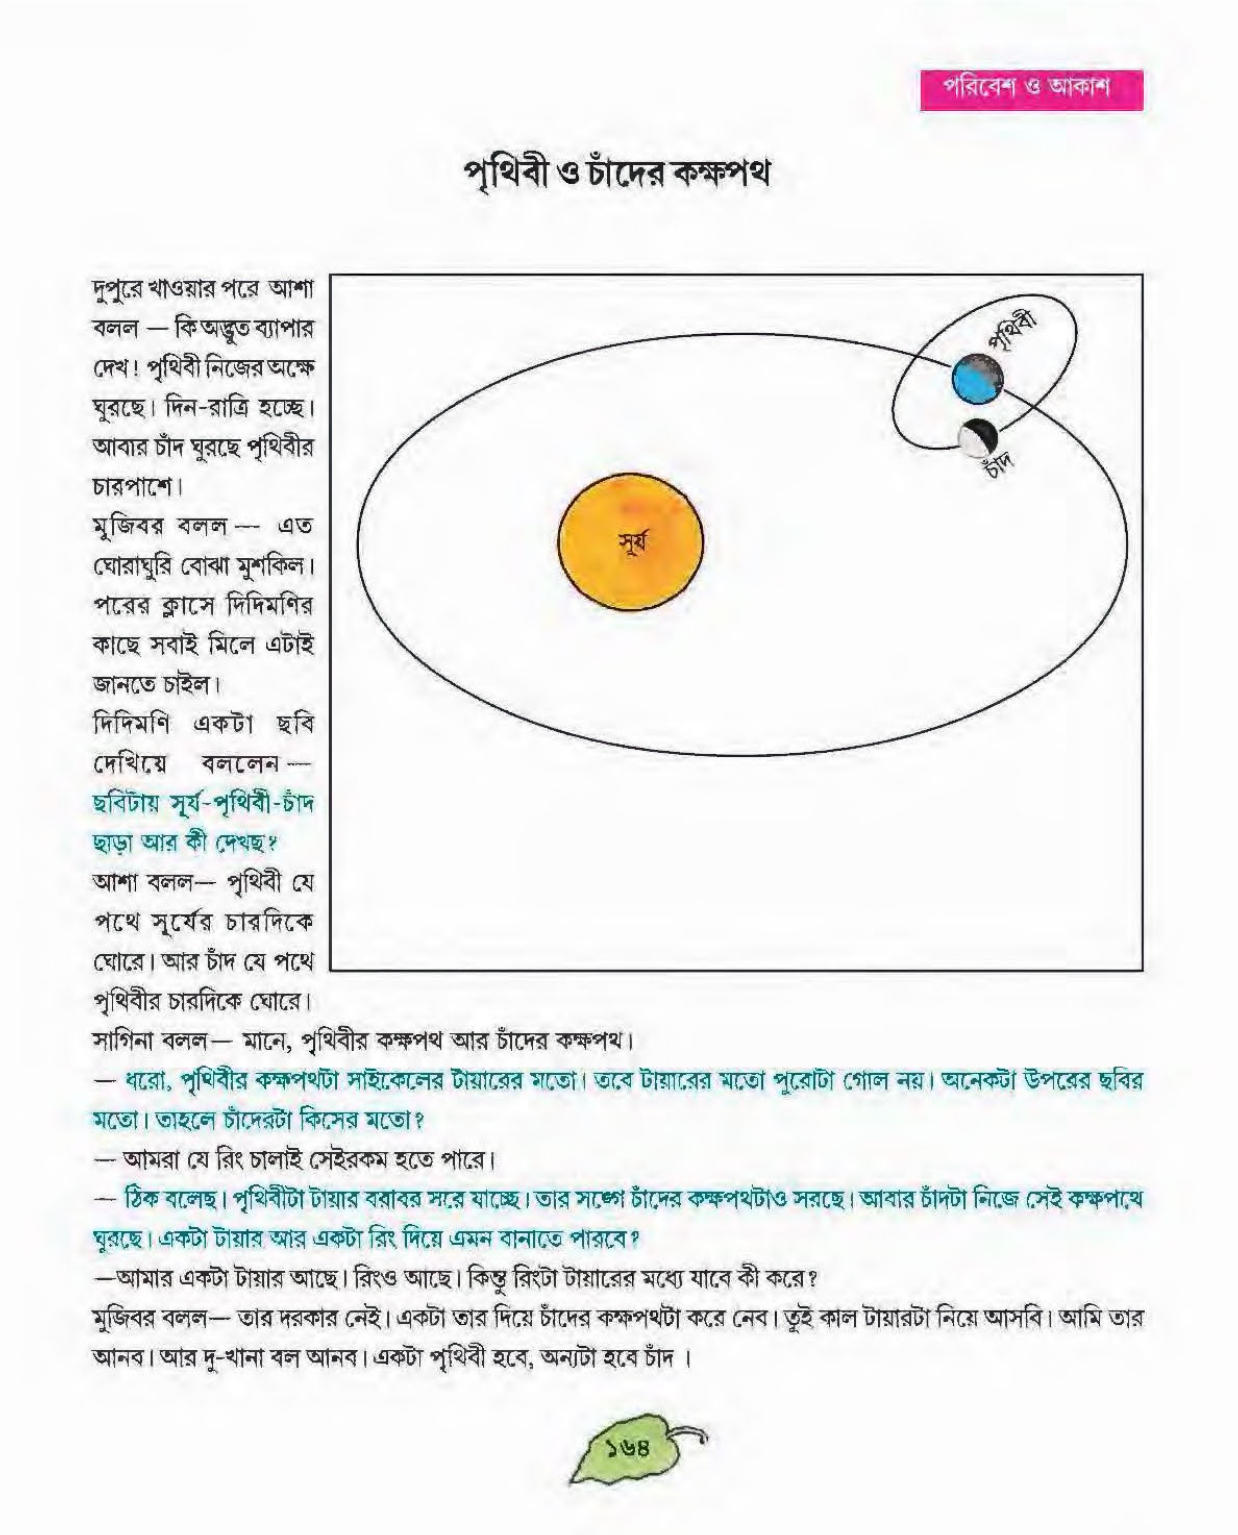 পরিবেশ ও আকাশ
পৃথিবী ও চাঁদের কক্ষপথ
দুপুরে খাওয়ার পরে আশা
বলল — কি অদ্ভুত ব্যাপার
দেখ! পৃথিবী নিজের অক্ষে
ঘুরছে। দিন-রাত্রি হচ্ছে।
আবার চাঁদ ঘুরছে পৃথিবীর
চারপাশে।
মুজিবর বলল — এত
ঘোরাঘুরি বোঝা মুশকিল।
পরের ক্লাসে দিদিমণির
কাছে সবাই মিলে এটাই
জানতে চাইল।
দিদিমণি একটা ছবি
দেখিয়ে বললেন —
ছবিটায় সূর্য-পৃথিবী-চাঁদ
ছাড়া আর কী দেখছ?
আশা বলল— পৃথিবী যে
পথে সূর্যের চারদিকে
ঘোরে। আর চাঁদ যে পথে
পৃথিবীর চারদিকে ঘোরে।
পৃথিবী
চাঁদ
সূর্য
সাগিনা বলল— মানে, পৃথিবীর কক্ষপথ আর চাঁদের কক্ষপথ।
— ধরো, পৃথিবীর কক্ষপথটা সাইকেলের টায়ারের মতো। তবে টায়ারের মতো পুরোটা গোল নয়। অনেকটা উপরের ছবির
মতো। তাহলে চাঁদেরটা কিসের মতো?
— আমরা যে রিং চালাই সেইরকম হতে পারে।
— ঠিক বলেছ। পৃথিবীটা টায়ার বরাবর সরে যাচ্ছে। তার সঙ্গে চাঁদের কক্ষপথটাও সরছে। আবার চাঁদটা নিজে সেই কক্ষপথে
ঘুরছে। একটা টায়ার আর একটা রিং দিয়ে এমন বানাতে পারবে?
—আমার একটা টায়ার আছে। রিংও আছে। কিন্তু রিংটা টায়ারের মধ্যে যাবে কী করে?
মুজিবর বলল— তার দরকার নেই। একটা তার দিয়ে চাঁদের কক্ষপথটা করে নেব। তুই কাল টায়ারটা নিয়ে আসবি। আমি তার
আনব। আর দু-খানা বল আনব। একটা পৃথিবী হবে, অন্যটা হবে চাঁদ ।
১৬৪